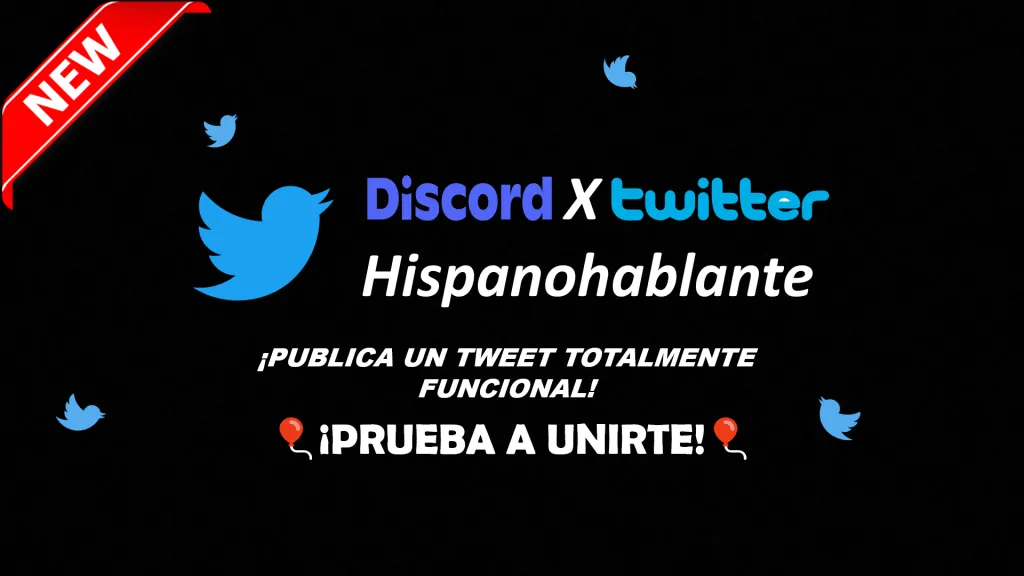 NEW
Discord X twitter
Hispanohablante
¡PUBLICA UN TWEET TOTALMENTE
FUNCIONAL!
¡PRUEBA A UNIRTE!